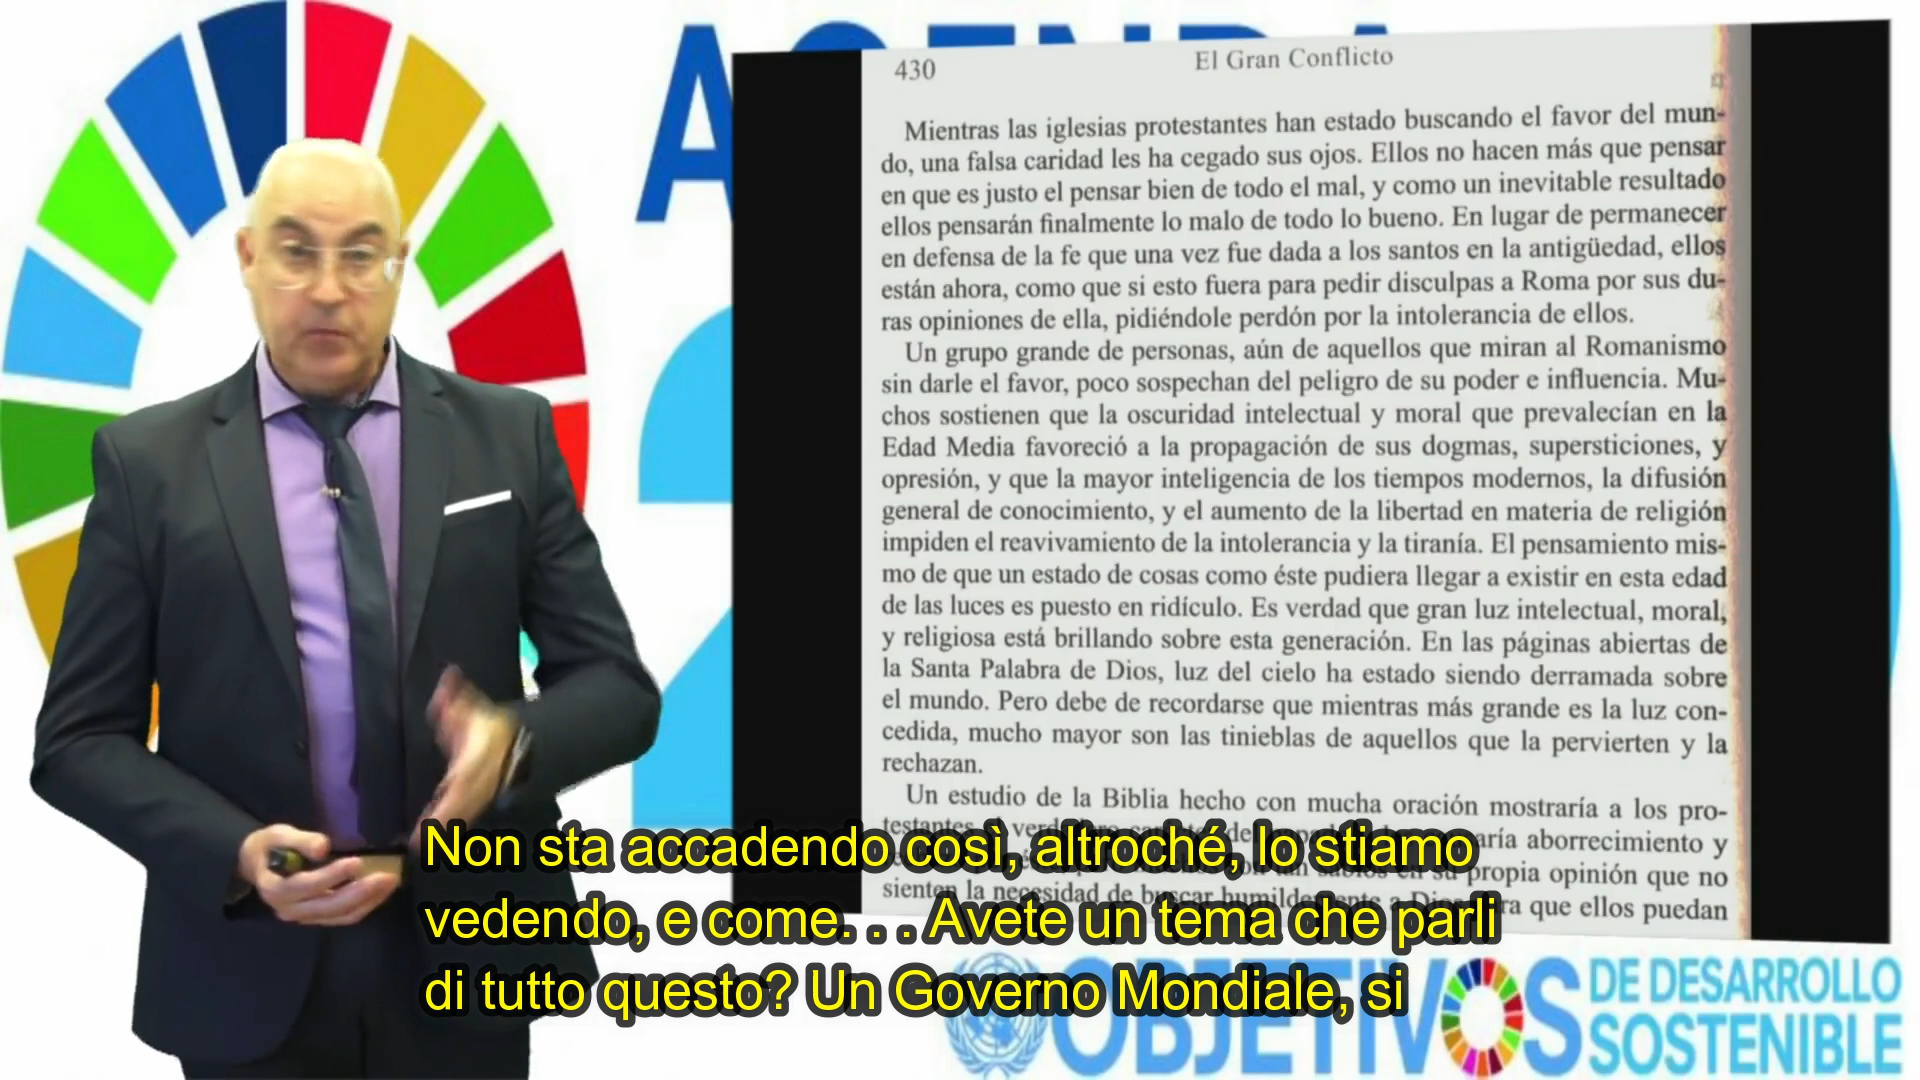 430
El Gran Conflicto
Mientras las iglesias protestantes han estado buscando el favor del mun-
do, una falsa caridad les ha cegado sus ojos. Ellos no hacen más que pensar
en que es justo el pensar bien de todo el mal, y como un inevitable resultado
ellos pensarán finalmente lo malo de todo lo bueno. En lugar de permanecer
en defensa de la fe que una vez fue dada a los santos en la antigüedad, ellos
están ahora, como que si esto fuera para pedir disculpas a Roma por sus du-
ras opiniones de ella, pidiéndole perdón por la intolerancia de ellos.
Un grupo grande de personas, aún de aquellos que miran al Romanismo
sin darle el favor, poco sospechan del peligro de su poder e influencia. Mu-
chos sostienen que la oscuridad intelectual y moral que prevalecían en la
Edad Media favoreció a la propagación de sus dogmas, supersticiones, y
opresión, y que la mayor inteligencia de los tiempos modernos, la difusión
general de conocimiento, y el aumento de la libertad en materia de religión
impiden el reavivamiento de la intolerancia y la tiranía. El pensamiento mis-
mo de que un estado de cosas como éste pudiera llegar a existir en esta edad
de las luces es puesto en ridículo. Es verdad que gran luz intelectual, moral,
y religiosa está brillando sobre esta generación. En las páginas abiertas de
la Santa Palabra de Dios, luz del cielo ha estado siendo derramada sobre
el mundo. Pero debe de recordarse que mientras más grande es la luz con-
cedida, mucho mayor son las tinieblas de aquellos que la pervierten y la
rechazan.
Un estudio de la Biblia hecho con mucha oración mostraría a los pro-
testantes aborrecimiento y
propia opinión que no
sienten la necesidad de buscar humildemente a Dios para que ellos puedan
Non sta accadendo così, altroché, lo stiamo
vedendo, e come. . . Avete un tema che parli
di tutto questo? Un Governo Mondiale, si
OBJETIVOS DE DESARROLLO
SOSTENIBLE